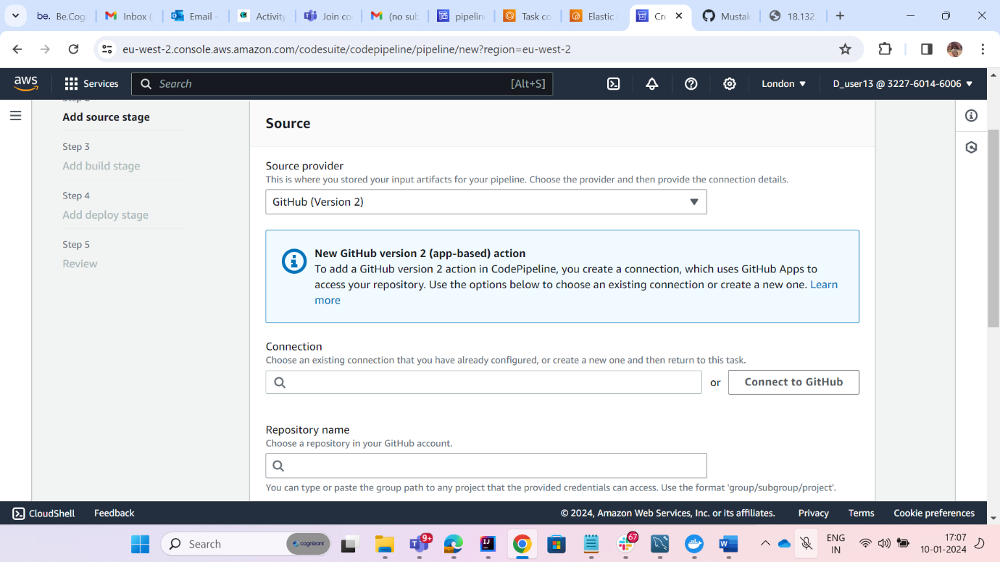 be. Be.Cog
Inbox (
Email -
Activity
Join co
(no sub
pipelin
Task co
Elastic
Cre
Mustak
18.132.
eu-west-2.console.aws.amazon.com/codesuite/codepipeline/pipeline/new?region=eu-west-2
aws
Services
Search
[Alt+S]
London
D_user13 @ 3227-6014-6006
Add source stage
Step 3
Add build stage
Step 4
Add deploy stage
Step 5
Review
Source
Source provider
This is where you stored your input artifacts for your pipeline. Choose the provider and then provide the connection details.
GitHub (Version 2)
New GitHub version 2 (app-based) action
To add a GitHub version 2 action in CodePipeline, you create a connection, which uses GitHub Apps to
access your repository. Use the options below to choose an existing connection or create a new one. Learn
more
Connection
Choose an existing connection that you have already configured, or create a new one and then return to this task.
or
Connect to GitHub
Repository name
Choose a repository in your GitHub account.
You can type or paste the group path to any project that the provided credentials can access. Use the format 'group/subgroup/project'.
CloudShell
Feedback
© 2024, Amazon Web Services, Inc. or its affiliates.
Privacy
Terms
Cookie preferences
Search
cognizant
9+
67
ENG
IN
17:07
10-01-2024